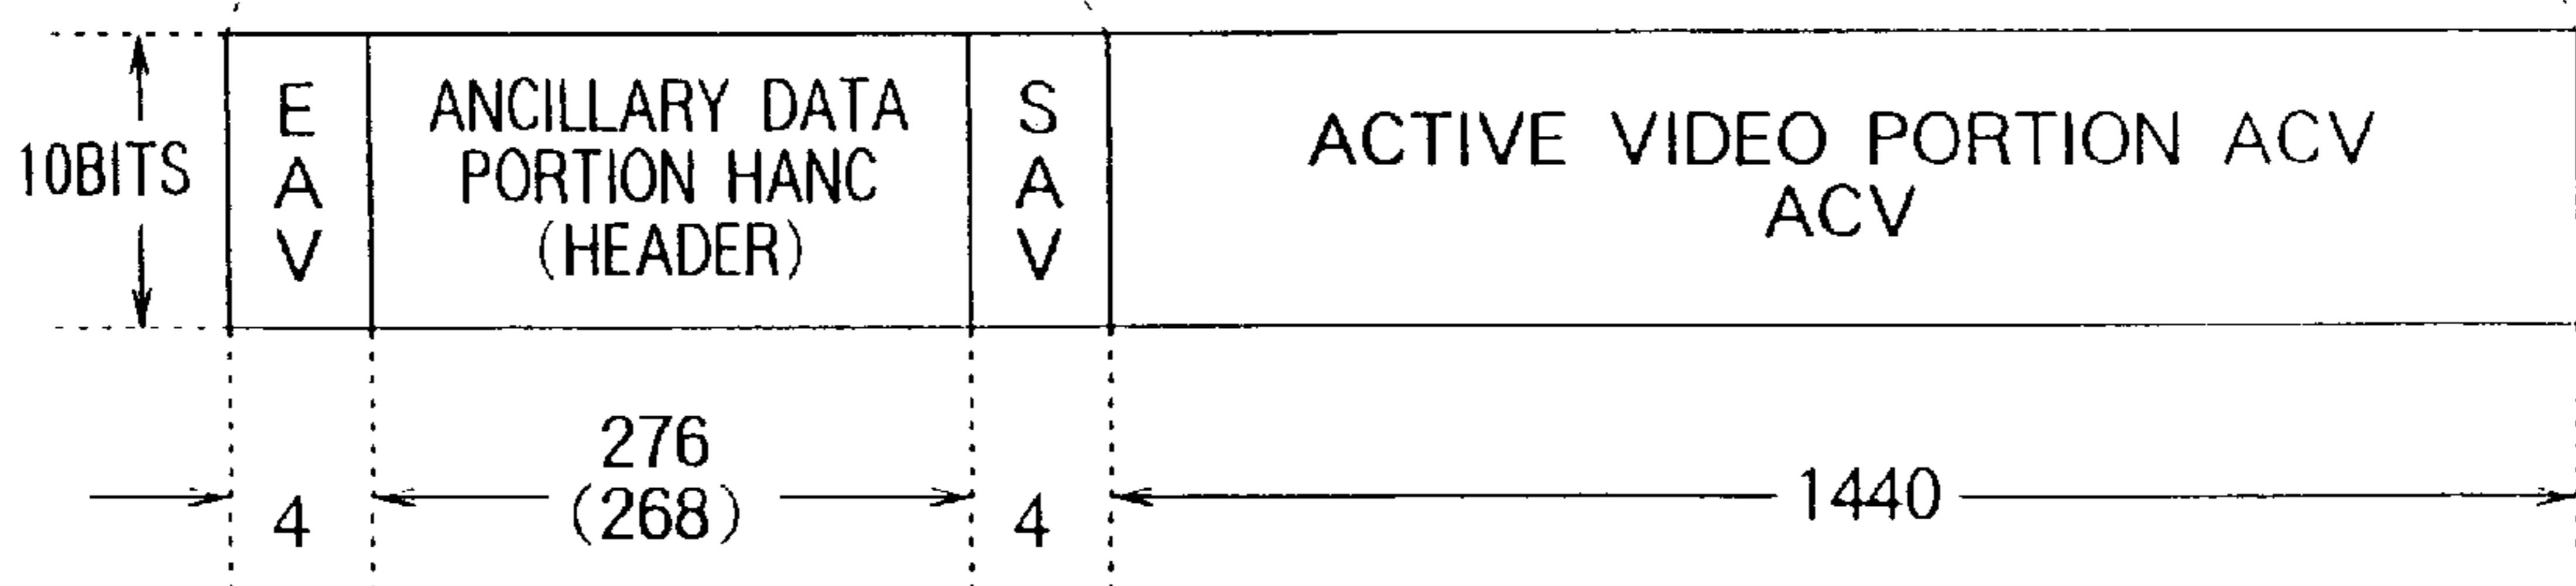 10BITS
E
A
V
ANCILLARY DATA
PORTION HANC
(HEADER)
S
A
V
ACTIVE VIDEO PORTION ACV
ACV
4
276
(268)
4
1440